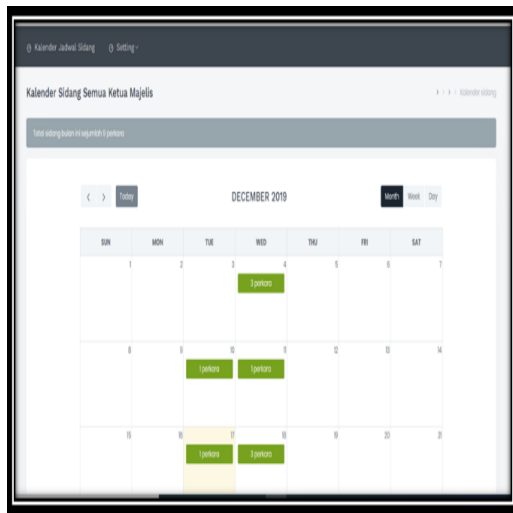 Kalender Jadwal Sidang Setting
Kalender Sidang Semua Ketua Majelis
Kalender sidang
Total sidang bulan ini sejumlah 11 perkara
Today DECEMBER 2019 Month Week Day
SUN MON TUE WED THU FRI SAT
1 2 3 4 5 6 7
3 perkara
8 9 10 11 12 13 14
1 perkara 1 perkara
15 16 17 18 19 20 21
1 perkara 3 perkara